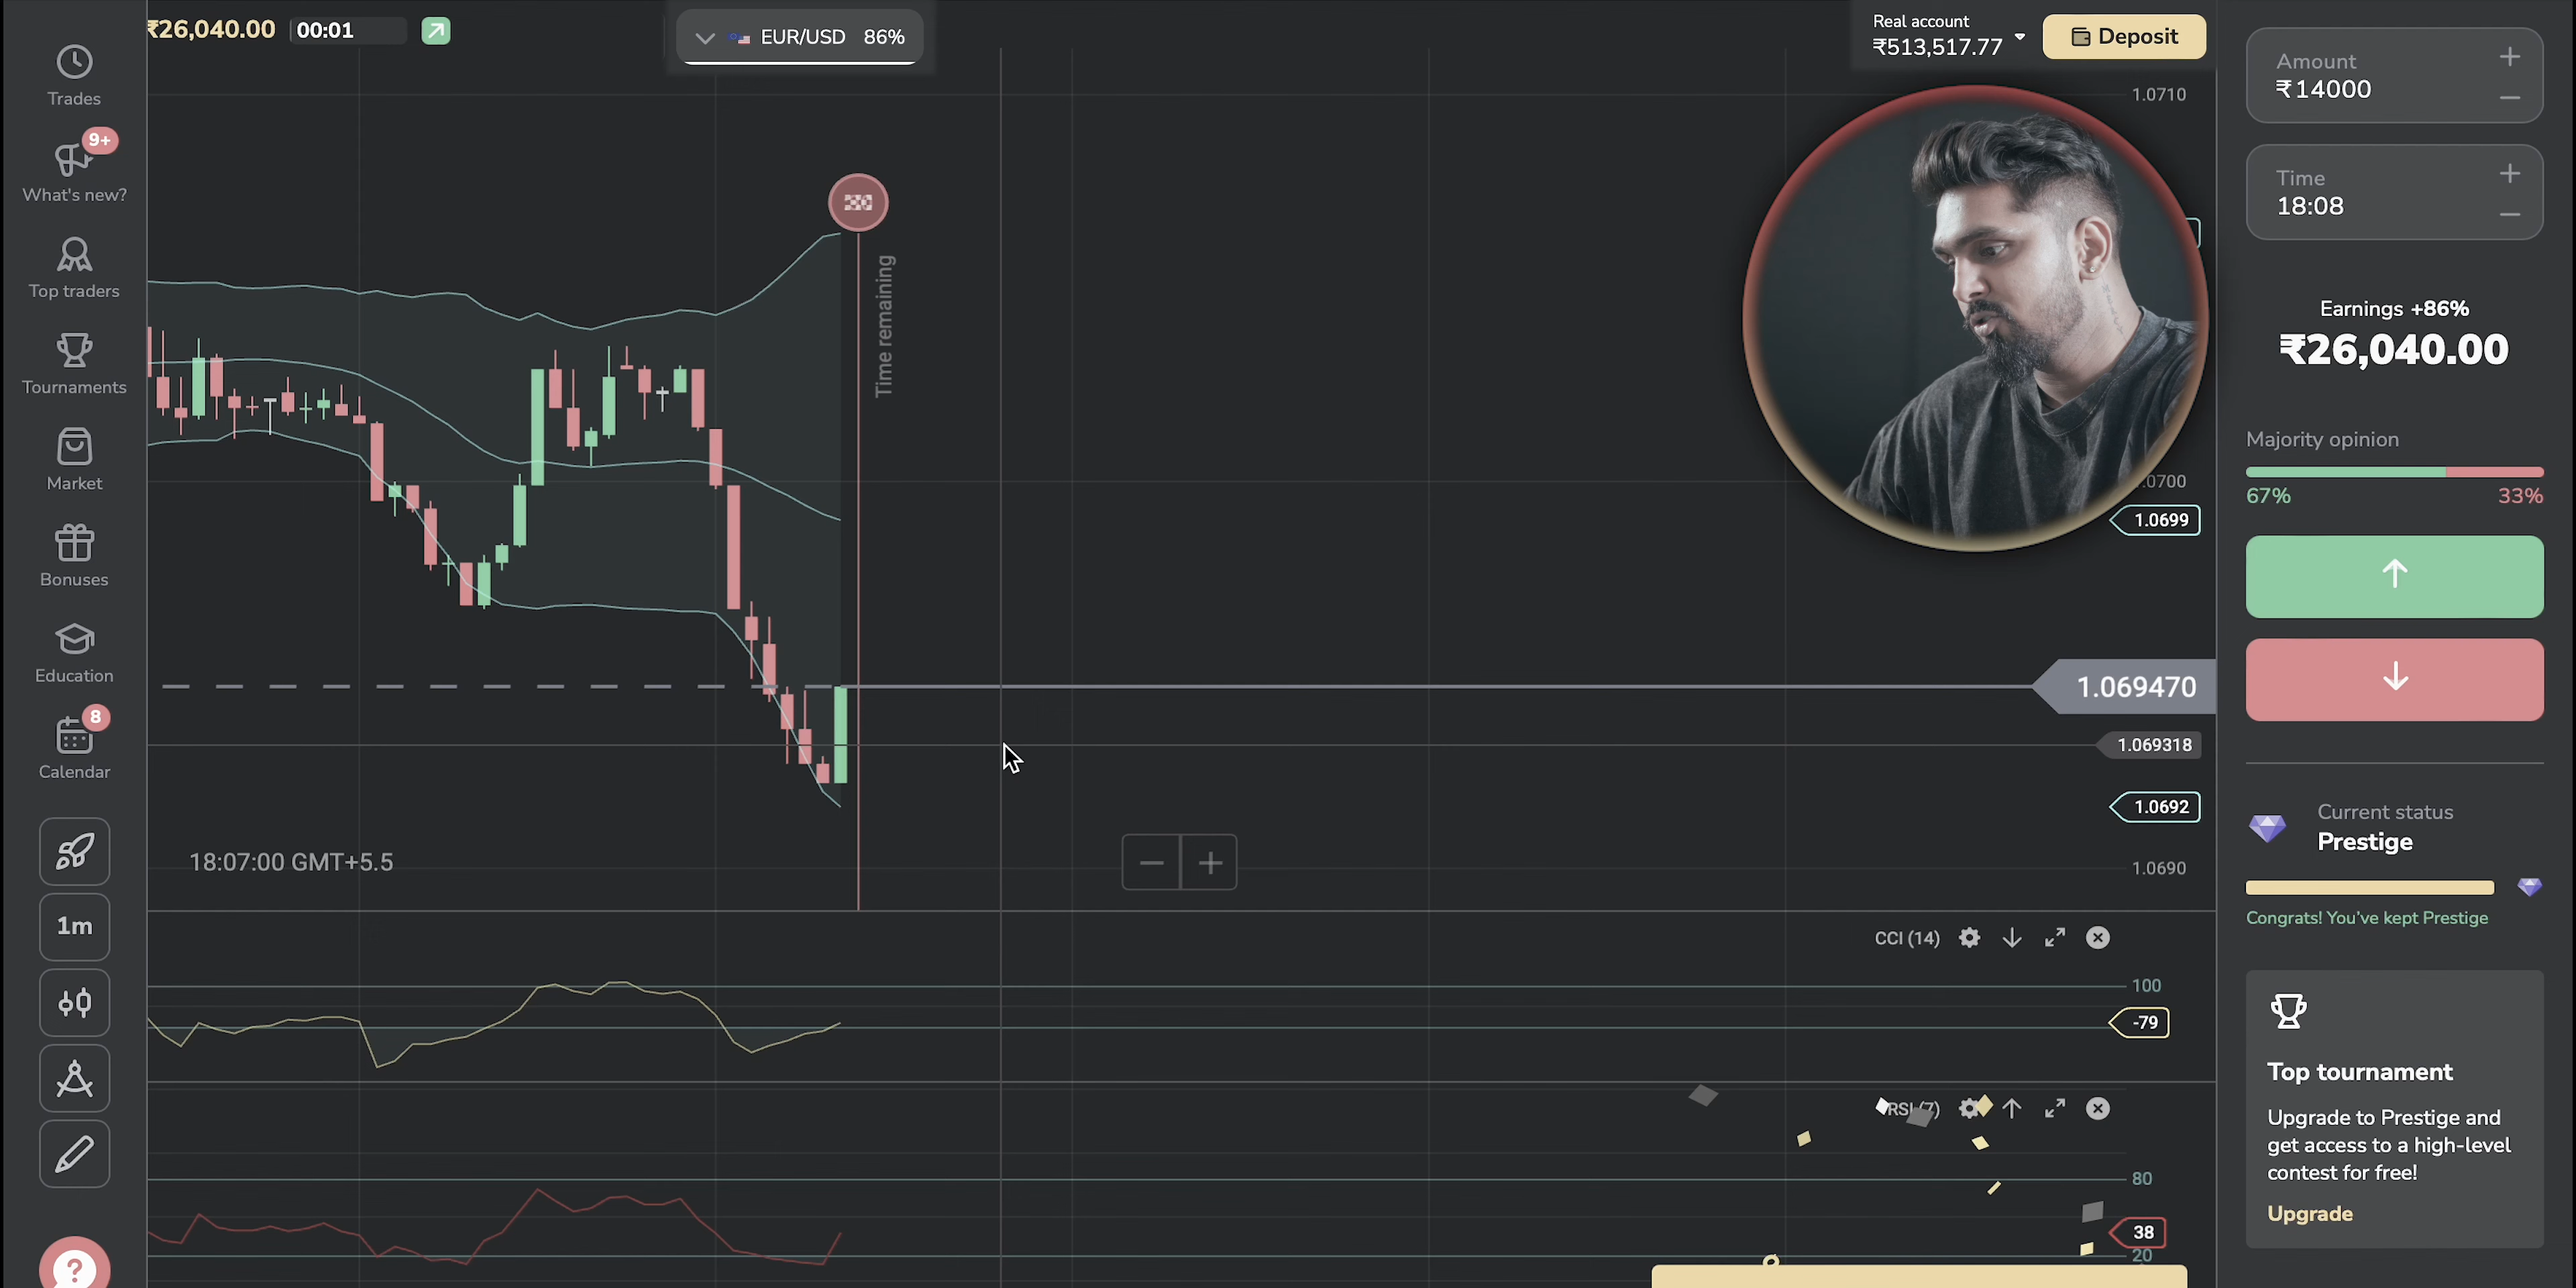 ₹26,040.00 00:01
EUR/USD 86%
Real account
₹513,517.77
Deposit
Trades
9+
What's new?
Top traders
Tournaments
Market
Bonuses
Education
8
Calendar
1m
?
Time remaining
1.0710
.0700
1.0699
1.069470
1.069318
1.0692
1.0690
18:07:00 GMT+5.5
CCI (14)
100
-79
RSI (7)
80
38
20
Amount
₹14000
Time
18:08
Earnings +86%
₹26,040.00
Majority opinion
67% 33%
Current status
Prestige
Congrats! You've kept Prestige
Top tournament
Upgrade to Prestige and
get access to a high-level
contest for free!
Upgrade